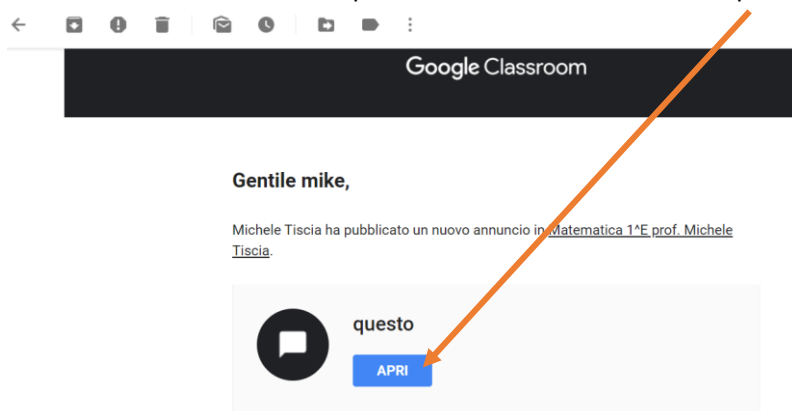 Google Classroom
Gentile mike,
Michele Tiscia ha pubblicato un nuovo annuncio in Matematica 1^E prof. Michele
Tiscia.
questo
APRI